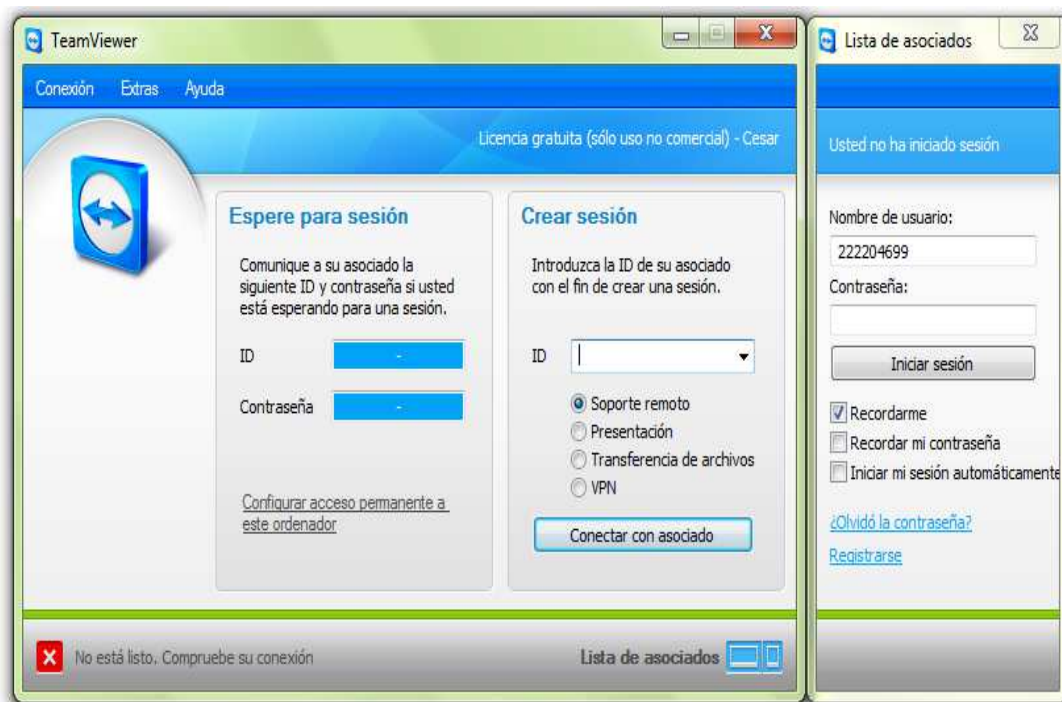 TeamViewer
Conexión Extras Ayuda
Licencia gratuita (sólo uso no comercial) - Cesar
Espere para sesión
Comunique a su asociado la
siguiente ID y contraseña si usted
está esperando para una sesión.
ID -
Contraseña -
Configurar acceso permanente a
este ordenador
Crear sesión
Introduzca la ID de su asociado
con el fin de crear una sesión.
ID
Soporte remoto
Presentación
Transferencia de archivos
VPN
Conectar con asociado
No está listo. Compruebe su conexión
Lista de asociados
Lista de asociados
Usted no ha iniciado sesión
Nombre de usuario:
222204699
Contraseña:
Iniciar sesión
Recordarme
Recordar mi contraseña
Iniciar mi sesión automáticamente
¿Olvidó la contraseña?
Registrarse